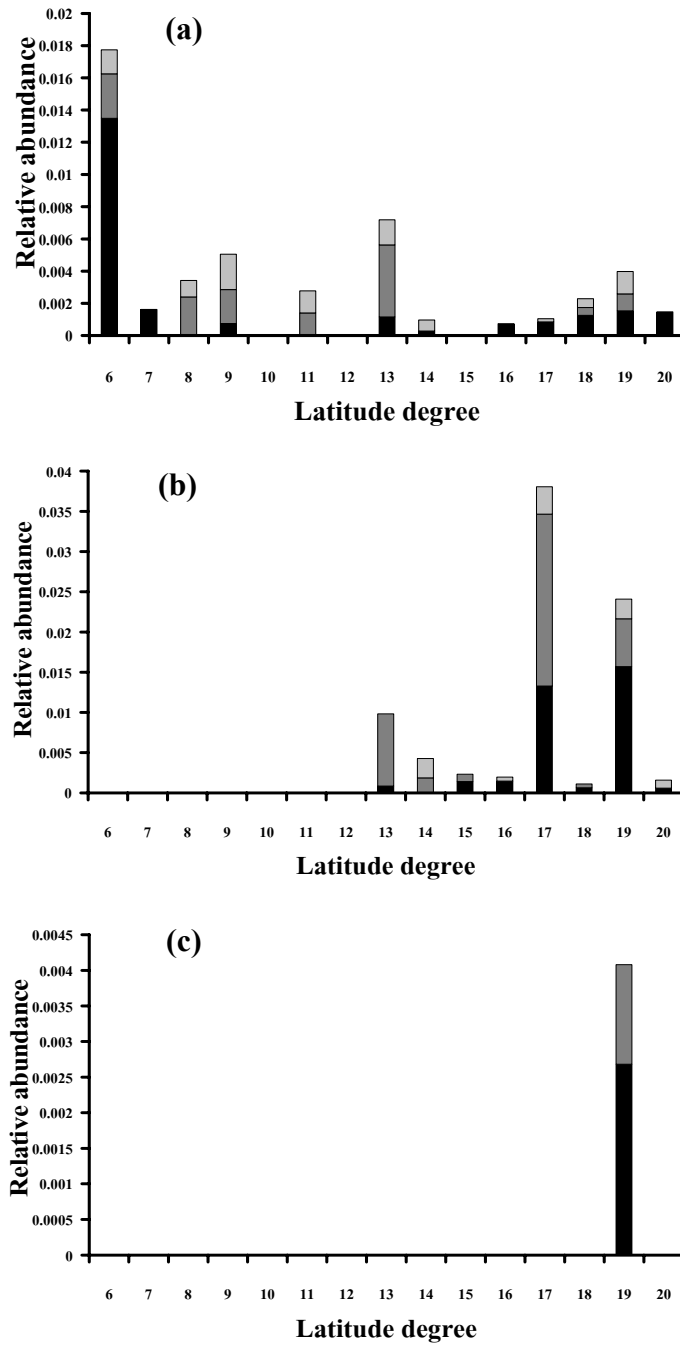 (a)
Relative abundance
0.02
0.018
0.016
0.014
0.012
0.01
0.008
0.006
0.004
0.002
0
6 7 8 9 10 11 12 13 14 15 16 17 18 19 20
Latitude degree
(b)
Relative abundance
0.04
0.035
0.03
0.025
0.02
0.015
0.01
0.005
0
6 7 8 9 10 11 12 13 14 15 16 17 18 19 20
Latitude degree
(c)
Relative abundance
0.0045
0.004
0.0035
0.003
0.0025
0.002
0.0015
0.001
0.0005
0
6 7 8 9 10 11 12 13 14 15 16 17 18 19 20
Latitude degree